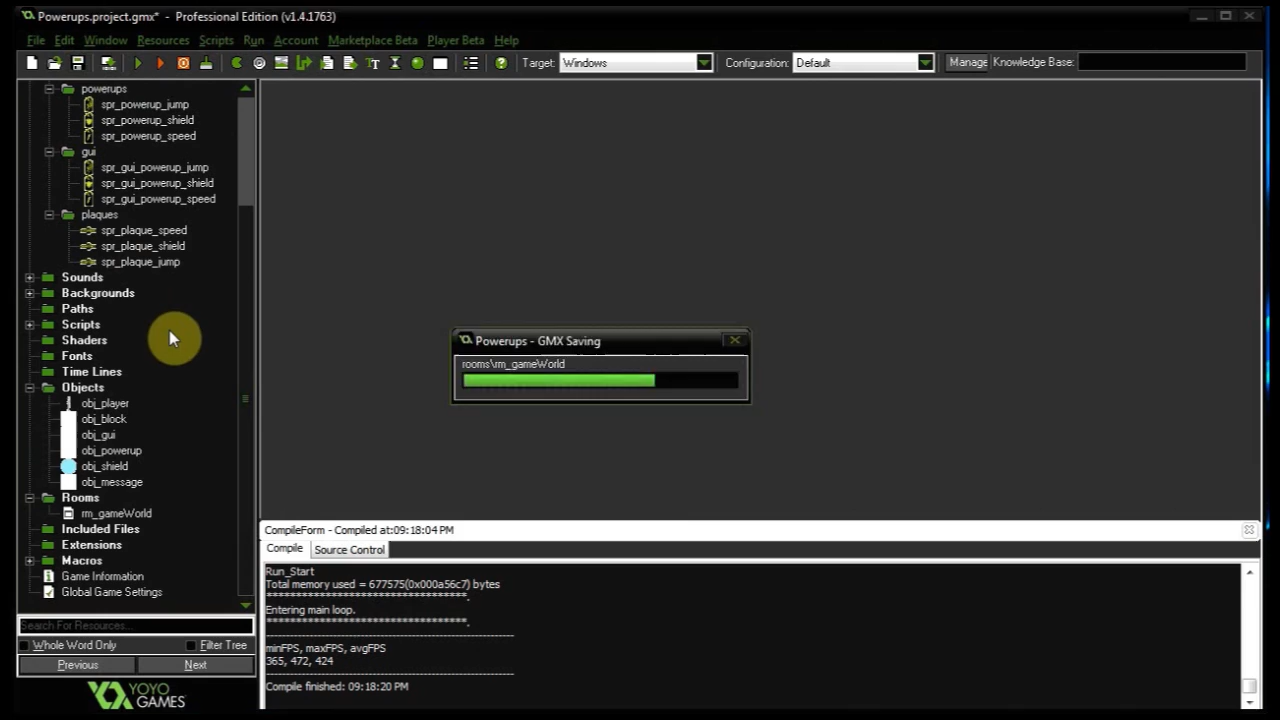 Powerups.project.gmx* - Professional Edition (v1.4.1763)
File Edit Window Resources Scripts Run Account Marketplace Beta Player Beta Help
Target: Windows Configuration: Default Manage Knowledge Base:
powerups
spr_powerup_jump
spr_powerup_shield
spr_powerup_speed
gui
spr_gui_powerup_jump
spr_gui_powerup_shield
spr_gui_powerup_speed
plaques
spr_plaque_speed
spr_plaque_shield
spr_plaque_jump
Sounds
Backgrounds
Paths
Scripts
Shaders
Fonts
Time Lines
Objects
obj_player
obj_block
obj_gui
obj_powerup
obj_shield
obj_message
Rooms
rm_gameWorld
Included Files
Extensions
Macros
Game Information
Global Game Settings
Search For Resources...
Whole Word Only Filter Tree
Previous Next
YOYO
GAMES™
Powerups - GMX Saving
rooms\rm_gameWorld
CompileForm - Compiled at:09:18:04 PM
Compile Source Control
Run_Start
Total memory used = 677575(0x000a56c7) bytes
**********************************.
Entering main loop.
**********************************.
-------------------------------------------------------
minFPS, maxFPS, avgFPS
365, 472, 424
-------------------------------------------------------
Compile finished: 09:18:20 PM